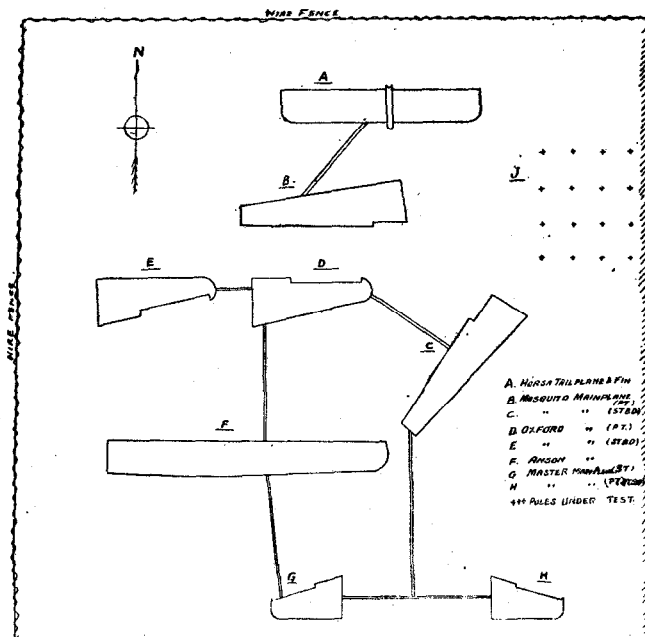 WIRE FENCE
N
A
B.
J
E
D
C
WIRE FENCE
F
G
H
A. HORSA TAILPLANE & FIN
B. MOSQUITO MAINPLANE (PT)
C. " " (STBD)
D OXFORD " (PT.)
E " " (STBD)
F. ANSON "
G MASTER MAINPLANE
H " "
+++ POLES UNDER TEST.